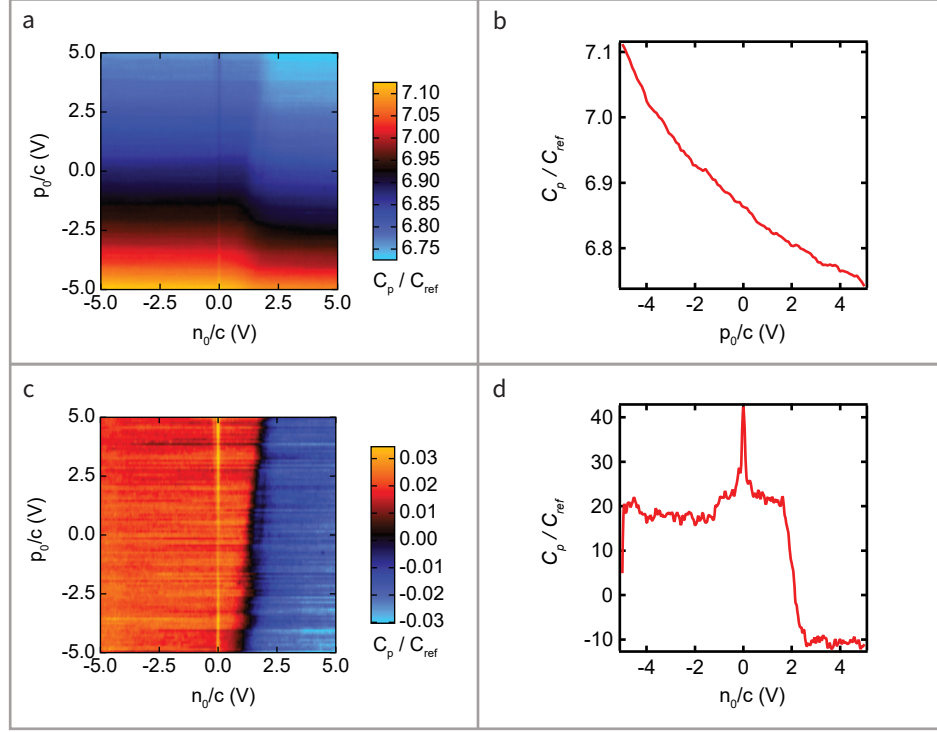 a
5.0
2.5
0.0
-2.5
-5.0
-5.0 -2.5 0.0 2.5 5.0
p0/c (V)
n0/c (V)
7.10
7.05
7.00
6.95
6.90
6.85
6.80
6.75
Cp / Cref
b
7.1
7.0
6.9
6.8
-4 -2 0 2 4
Cp / Cref
p0/c (V)
c
5.0
2.5
0.0
-2.5
-5.0
-5.0 -2.5 0.0 2.5 5.0
p0/c (V)
n0/c (V)
0.03
0.02
0.01
0.00
-0.01
-0.02
-0.03
Cp / Cref
d
40
30
20
10
0
-10
-4 -2 0 2 4
Cp / Cref
n0/c (V)